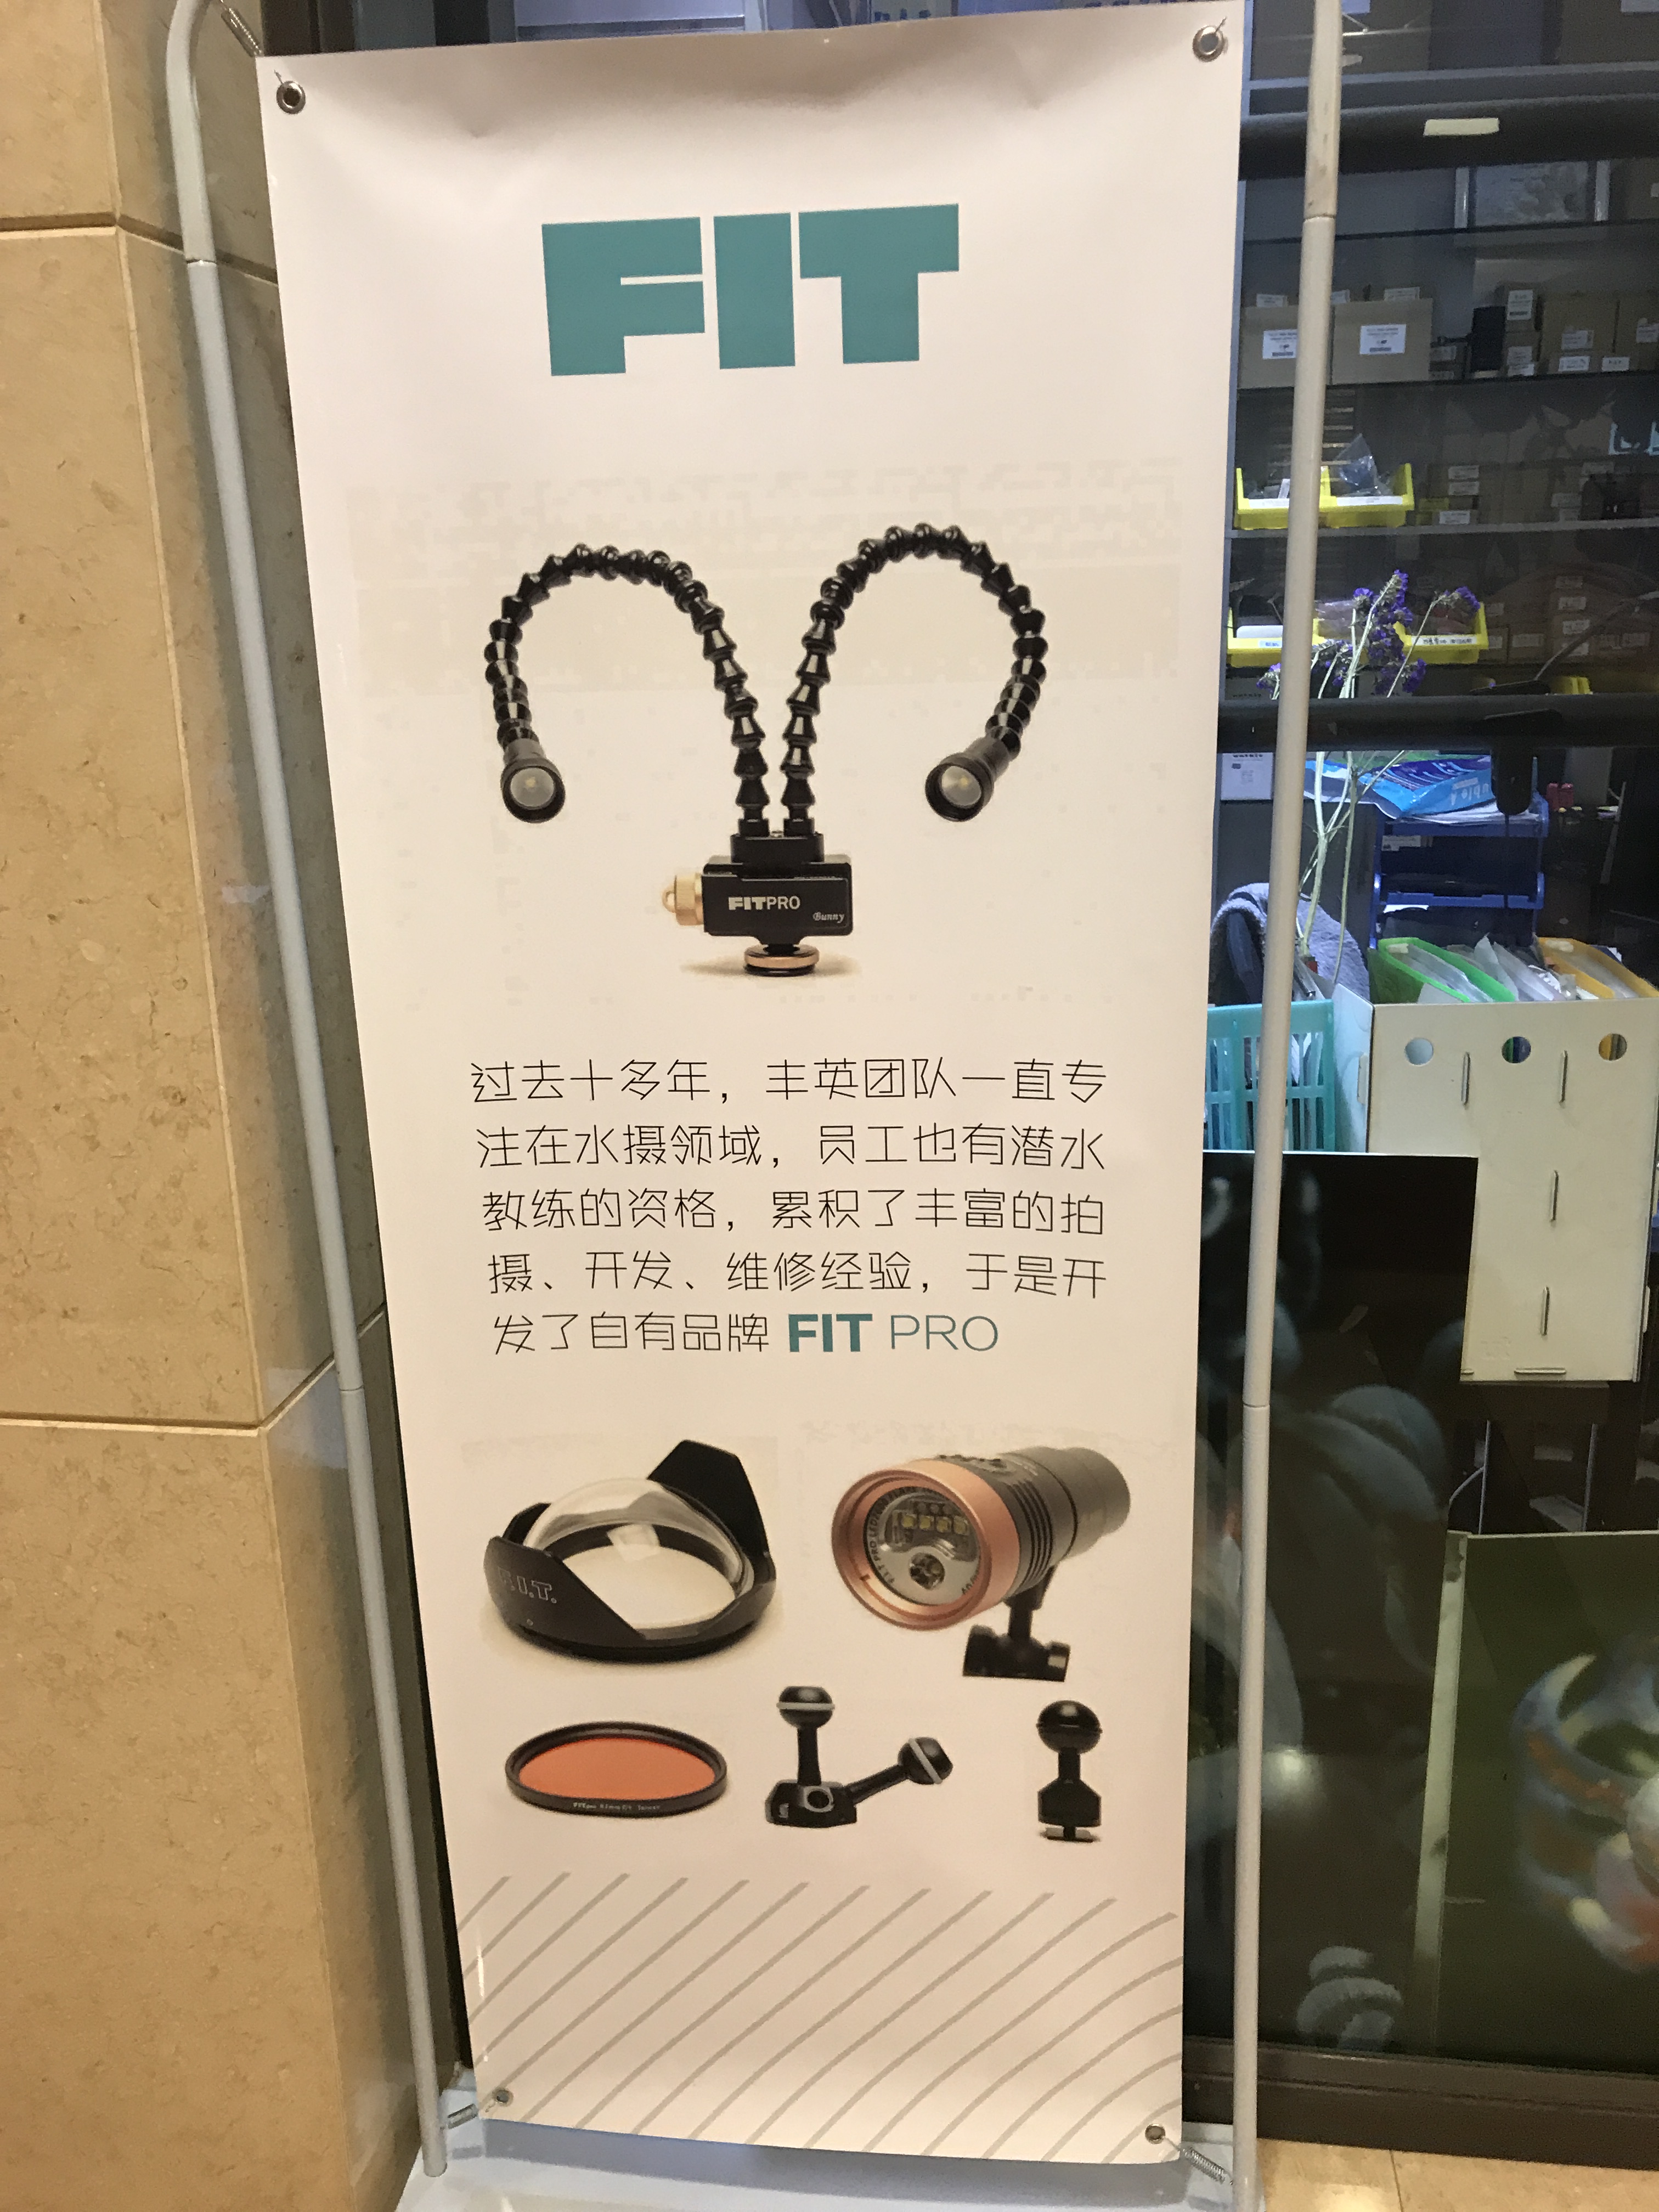 FIT
FITPRO
Bunny
过去十多年，丰英团队一直专
注在水摄领域，员工也有潜水
教练的资格，累积了丰富的拍
摄、开发、维修经验，于是开
发了自有品牌 FIT PRO
F.I.T.